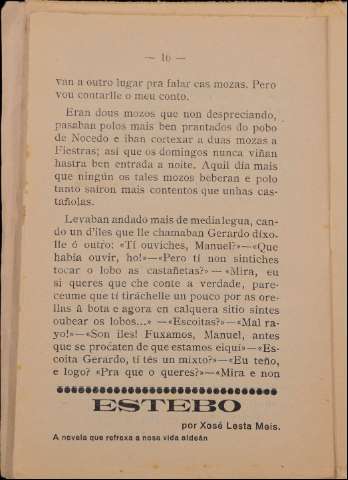 — 16 —
van a outro lugar pra falar cas mozas. Pero
vou contarlle o meu conto.
Eran dous mozos que non despreciando,
pasaban polos mais ben prantados do pobo
de Nocedo e iban cortexar a duas mozas a
Fiestras; asi que os domingos nunca viñan
hastra ben entrada a noite. Aquil día mais
que ningún os tales mozos beberan e polo
tanto saíron mais contentos que unhas cas-
tañolas.
Levaban andado mais de medialegua, can-
do un d'iles que lle chamaban Gerardo dixo-
lle ó outro: «Tí ouviches, Manuel?»—«Que
había ouvir, ho!»—«Pero tí non sintiches
tocar o lobo as castañetas?»—«Mira, eu
si queres que che conte a verdade, pare-
ceume que tí tiráchelle un pouco por as ore-
llas á bota e agora en calquera sitio sintes
oubear os lobos...» —«Escoitas?»—«Mal ra-
yo!»—«Son iles! Fuxamos, Manuel, antes
que se procaten de que estamos eiquí»—«Es-
coita Gerardo, tí tés un mixto?»—«Eu teño,
e logo? «Pra que o queres?»—«Mira e non
ESTEBO
por Xosé Lesta Meis.
A novela que refrexa a nosa vida aldeán